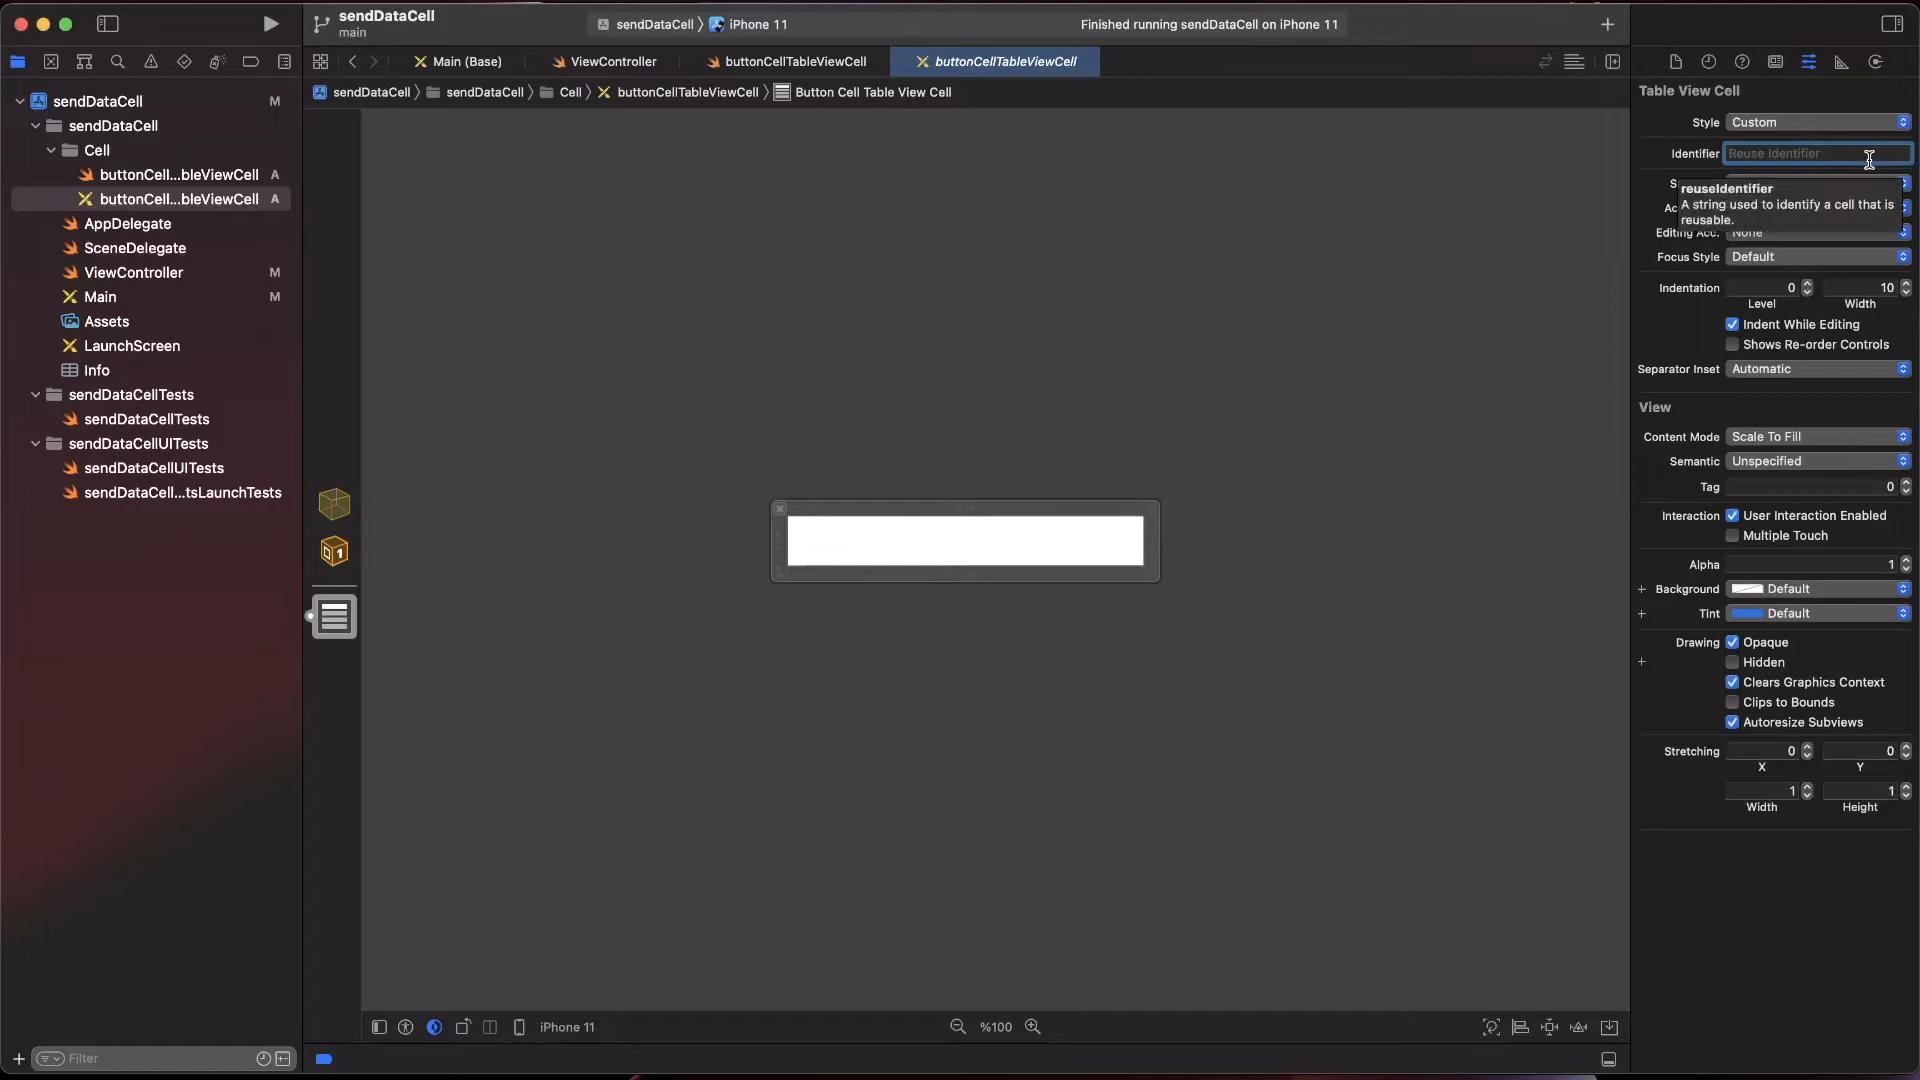 sendDataCell
main
sendDataCell 〉 iPhone 11
Finished running sendDataCell on iPhone 11
Main (Base)
ViewController
buttonCellTableViewCell
buttonCellTableViewCell
sendDataCell 〉 sendDataCell 〉 Cell 〉 buttonCellTableViewCell 〉 Button Cell Table View Cell
sendDataCell M
sendDataCell
Cell
buttonCell...bleViewCell A
buttonCell...bleViewCell A
AppDelegate
SceneDelegate
ViewController M
Main M
Assets
LaunchScreen
Info
sendDataCellTests
sendDataCellTests
sendDataCellUITests
sendDataCellUITests
sendDataCell...tsLaunchTests
Filter
iPhone 11
%100
Table View Cell
Style Custom
Identifier Reuse Identifier
reuseIdentifier
A string used to identify a cell that is
reusable.
Editing Acc. None
Focus Style Default
Indentation 0 10
Level Width
Indent While Editing
Shows Re-order Controls
Separator Inset Automatic
View
Content Mode Scale To Fill
Semantic Unspecified
Tag 0
Interaction User Interaction Enabled
Multiple Touch
Alpha 1
+ Background Default
+ Tint Default
Drawing Opaque
+ Hidden
Clears Graphics Context
Clips to Bounds
Autoresize Subviews
Stretching 0 0
X Y
1 1
Width Height